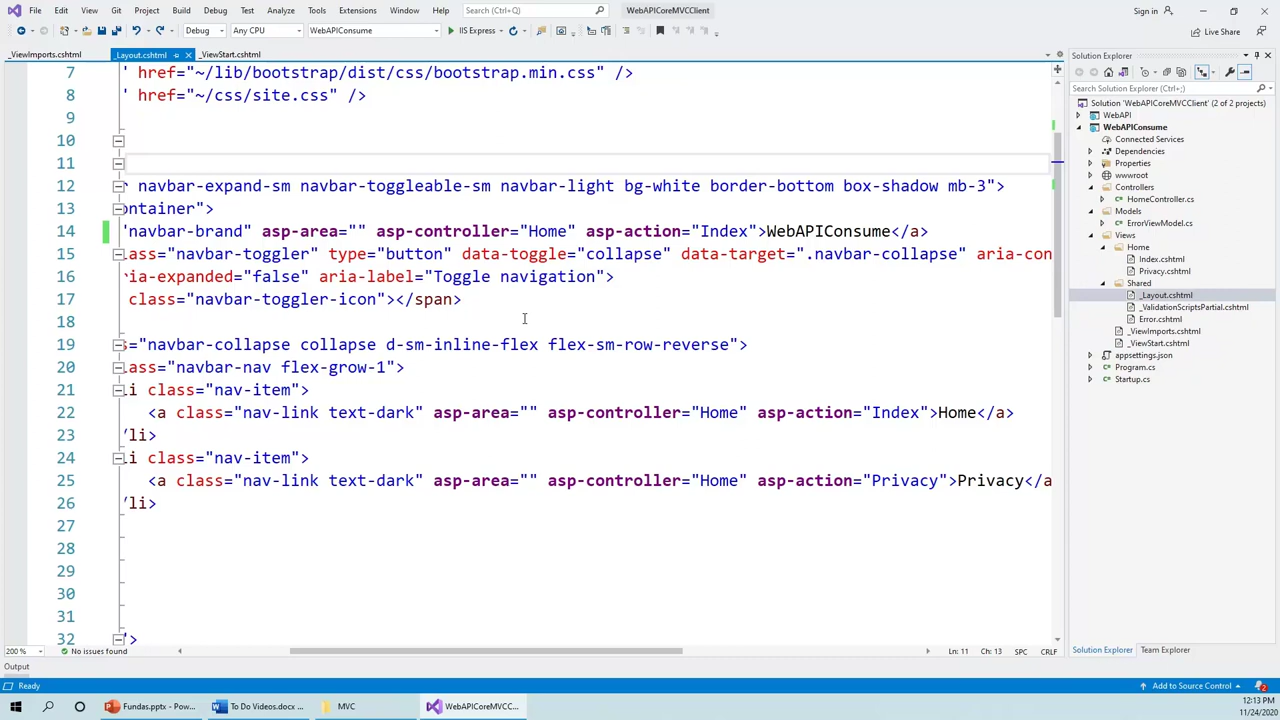 File Edit View Git Project Build Debug Test Analyze Tools Extensions Window Help Search (Ctrl+Q) WebAPICoreMVCClient Sign in
Debug Any CPU WebAPIConsume IIS Express Live Share
_ViewImports.cshtml _Layout.cshtml _ViewStart.cshtml
7 " href="~/lib/bootstrap/dist/css/bootstrap.min.css" />
8 " href="~/css/site.css" />
9
10
11
12 r navbar-expand-sm navbar-toggleable-sm navbar-light bg-white border-bottom box-shadow mb-3">
13 ontainer">
14 "navbar-brand" asp-area="" asp-controller="Home" asp-action="Index">WebAPIConsume</a>
15 lass="navbar-toggler" type="button" data-toggle="collapse" data-target=".navbar-collapse" aria-con
16 ria-expanded="false" aria-label="Toggle navigation">
17 class="navbar-toggler-icon"></span>
18
19 s="navbar-collapse collapse d-sm-inline-flex flex-sm-row-reverse">
20 lass="navbar-nav flex-grow-1">
21 i class="nav-item">
22 <a class="nav-link text-dark" asp-area="" asp-controller="Home" asp-action="Index">Home</a>
23 /li>
24 i class="nav-item">
25 <a class="nav-link text-dark" asp-area="" asp-controller="Home" asp-action="Privacy">Privacy</a
26 /li>
27
28
29
30
31
32 ">
200 % No issues found Ln: 11 Ch: 13 SPC CRLF
Output
Solution Explorer
Search Solution Explorer (Ctrl+;)
Solution 'WebAPICoreMVCClient' (2 of 2 projects)
WebAPI
WebAPIConsume
Connected Services
Dependencies
Properties
wwwroot
Controllers
HomeController.cs
Models
ErrorViewModel.cs
Views
Home
Index.cshtml
Privacy.cshtml
Shared
_Layout.cshtml
_ValidationScriptsPartial.cshtml
Error.cshtml
_ViewImports.cshtml
_ViewStart.cshtml
appsettings.json
Program.cs
Startup.cs
Solution Explorer Team Explorer
Ready Add to Source Control 2
Fundas.pptx - Pow... To Do Videos.docx ... MVC WebAPICoreMVCC...
12:13 PM
11/24/2020